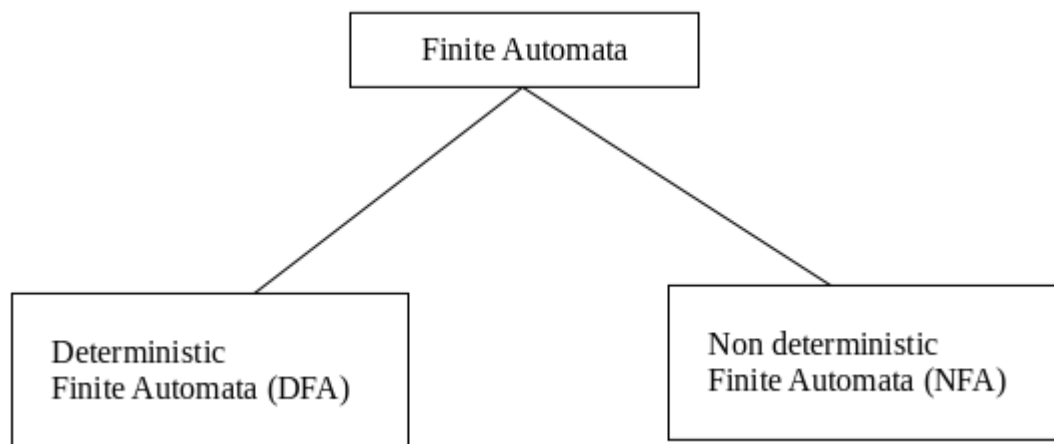 Finite Automata
Deterministic
Finite Automata (DFA)
Non deterministic
Finite Automata (NFA)